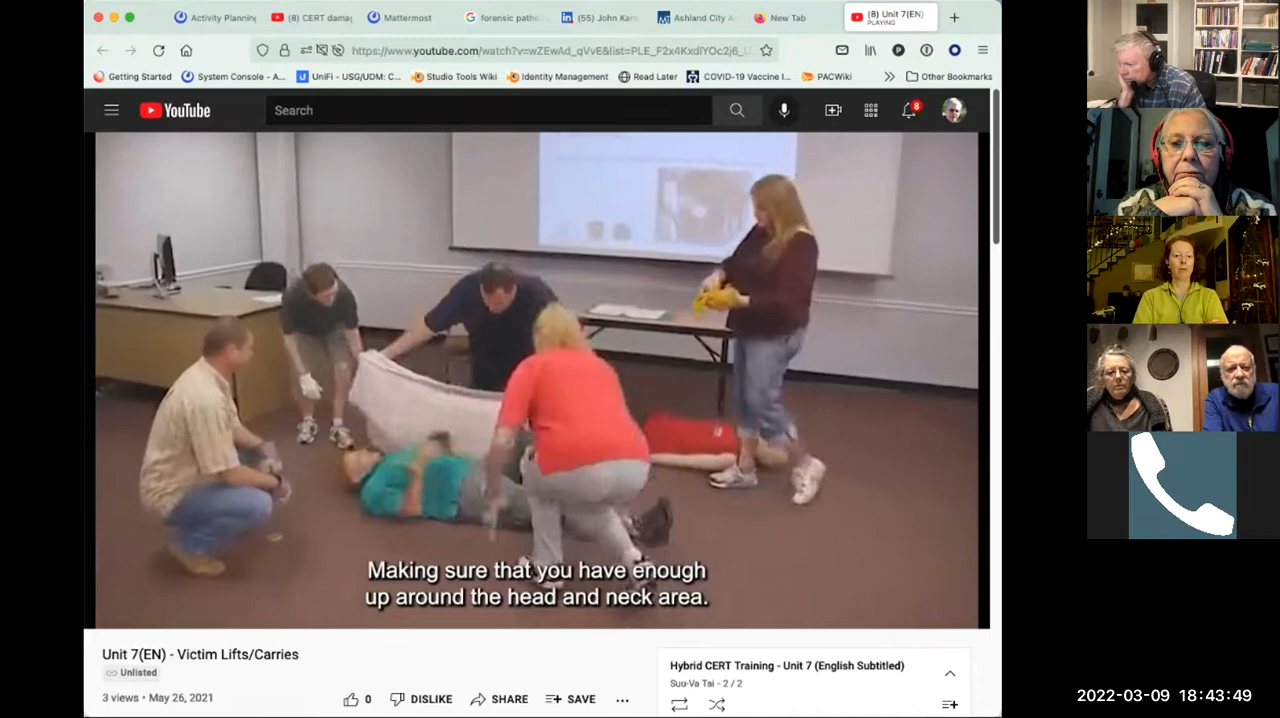 Activity Planning
(8) CERT damag
Mattermost
forensic patho
(55) John Karn
Ashland City A
New Tab
(8) Unit 7(EN)
PLAYING
https://www.youtube.com/watch?v=wZEwAd_qVvE&list=PLE_F2x4KxdlYOc2j6_
Getting Started
System Console - A...
UniFi - USG/UDM: C...
Studio Tools Wiki
Identity Management
Read Later
COVID-19 Vaccine I...
PACWiki
Other Bookmarks
YouTube
Search
8
Making sure that you have enough
up around the head and neck area.
Unit 7(EN) - Victim Lifts/Carries
Unlisted
3 views • May 26, 2021
0
DISLIKE
SHARE
SAVE
Hybrid CERT Training - Unit 7 (English Subtitled)
Suu-Va Tai - 2 / 2
2022-03-09 18:43:49